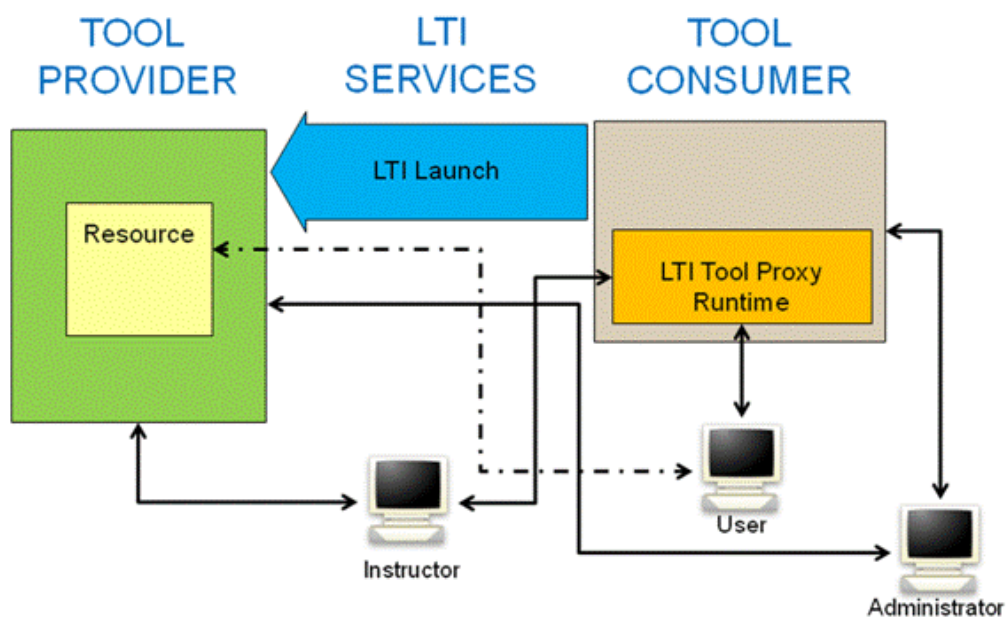 TOOL
PROVIDER
LTI
SERVICES
TOOL
CONSUMER
LTI Launch
Resource
LTI Tool Proxy
Runtime
User
Instructor
Administrator